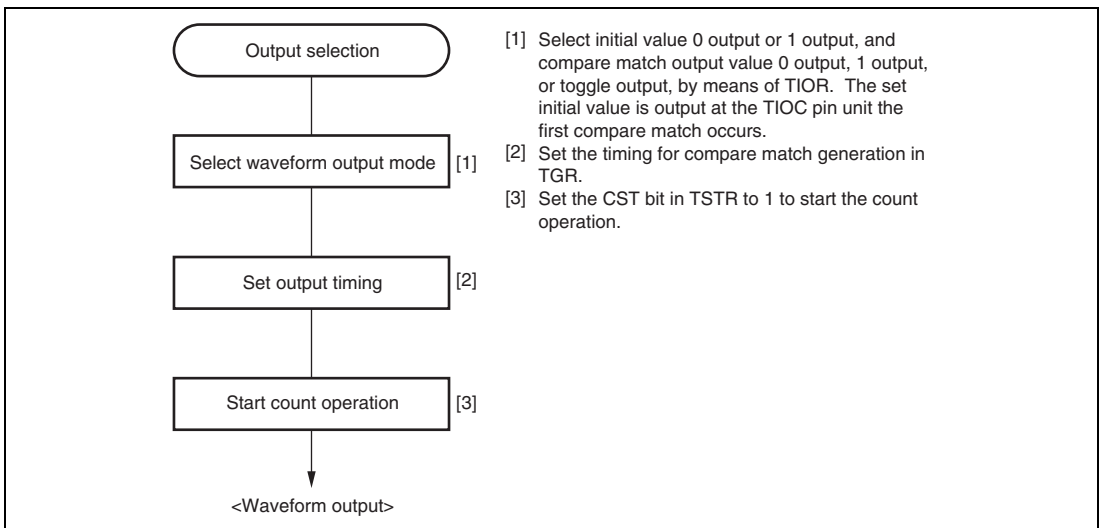 Output selection
Select waveform output mode [1]
Set output timing [2]
Start count operation [3]
<Waveform output>
[1] Select initial value 0 output or 1 output, and
compare match output value 0 output, 1 output,
or toggle output, by means of TIOR. The set
initial value is output at the TIOC pin unit the
first compare match occurs.
[2] Set the timing for compare match generation in
TGR.
[3] Set the CST bit in TSTR to 1 to start the count
operation.